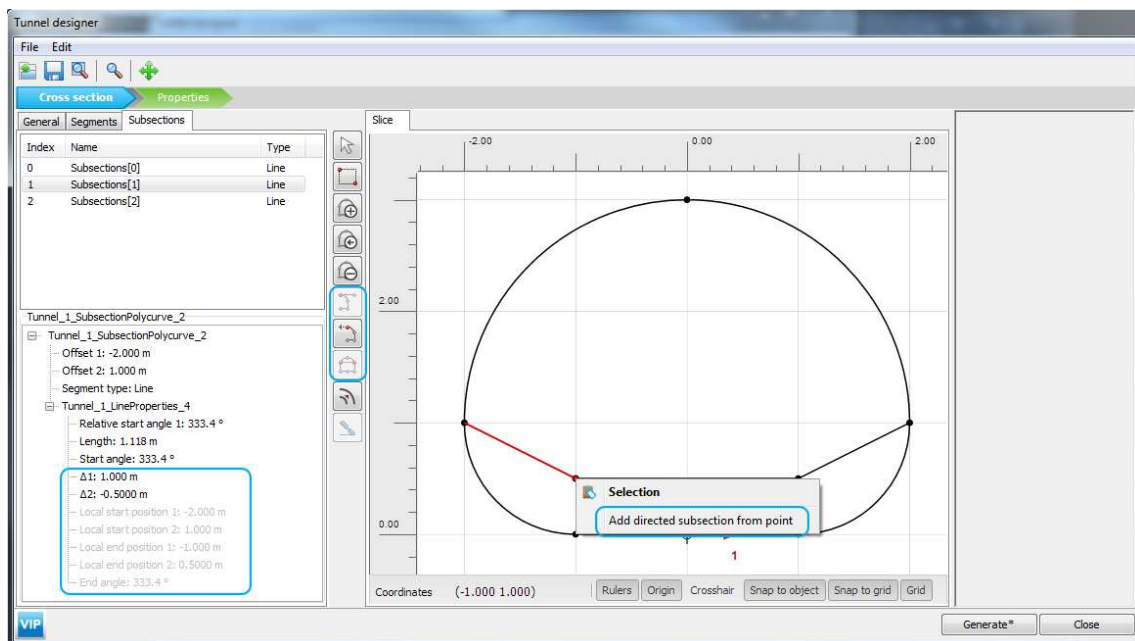 Tunnel designer
File Edit
Cross section Properties
General Segments Subsections
Index Name Type
0 Subsections[0] Line
1 Subsections[1] Line
2 Subsections[2] Line
Tunnel_1_SubsectionPolycurve_2
Tunnel_1_SubsectionPolycurve_2
Offset 1: -2.000 m
Offset 2: 1.000 m
Segment type: Line
Tunnel_1_LineProperties_4
Relative start angle 1: 333.4 °
Length: 1.118 m
Start angle: 333.4 °
Δ1: 1.000 m
Δ2: -0.5000 m
Local start position 1: -2.000 m
Local start position 2: 1.000 m
Local end position 1: -1.000 m
Local end position 2: 0.5000 m
End angle: 333.4 °
Slice
-2.00 0.00 2.00
2.00
0.00
Selection
Add directed subsection from point
1
Coordinates (-1.000 1.000) Rulers Origin Crosshair Snap to object Snap to grid Grid
VIP Generate* Close